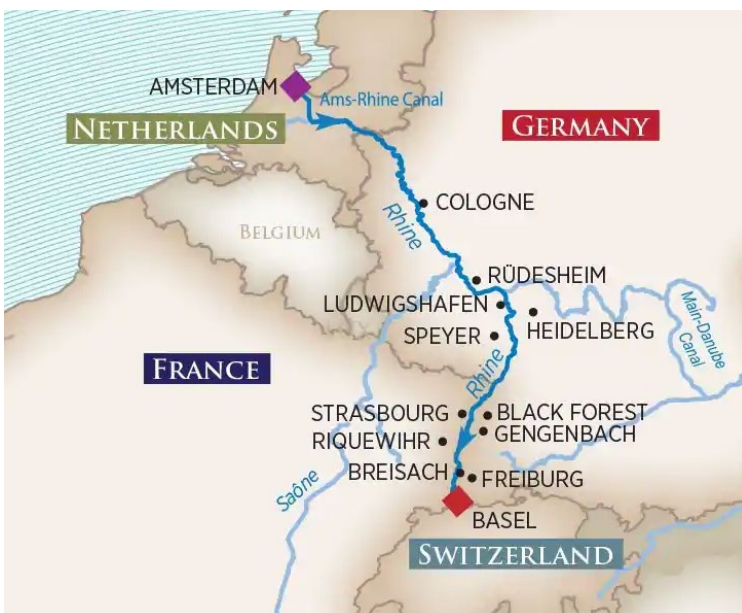 AMSTERDAM
Ams-Rhine Canal
NETHERLANDS
GERMANY
COLOGNE
Rhine
BELGIUM
RÜDESHEIM
LUDWIGSHAFEN
HEIDELBERG
SPEYER
Main-Danube
Canal
FRANCE
Rhine
STRASBOURG
BLACK FOREST
RIQUEWIHR
GENGENBACH
BREISACH
FREIBURG
Saône
BASEL
SWITZERLAND